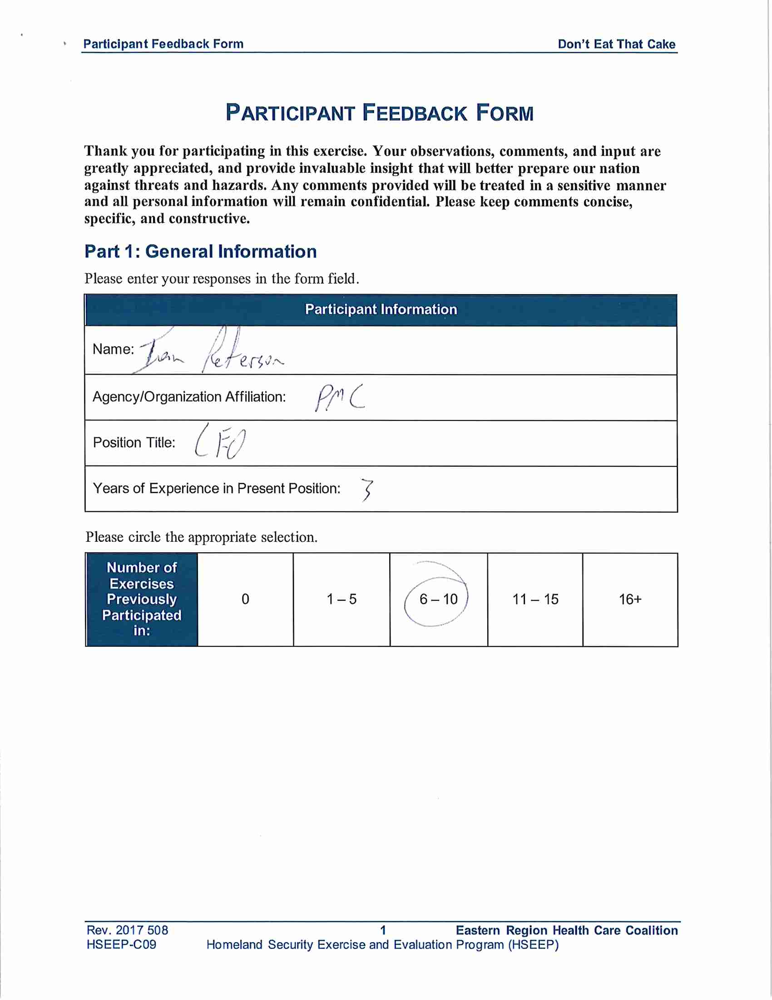 Participant Feedback Form Don't Eat That Cake
PARTICIPANT FEEDBACK FORM
Thank you for participating in this exercise. Your observations, comments, and input are
greatly appreciated, and provide invaluable insight that will better prepare our nation
against threats and hazards. Any comments provided will be treated in a sensitive manner
and all personal information will remain confidential. Please keep comments concise,
specific, and constructive.
Part 1: General Information
Please enter your responses in the form field.
Participant Information
Name: Peterson
Agency/Organization Affiliation: PMC
Position Title: CFO
Years of Experience in Present Position: 3
Please circle the appropriate selection.
Number of
Exercises
Previously
Participated
in:
0 1 – 5 6 – 10 11 – 15 16+
Rev. 2017 508 1 Eastern Region Health Care Coalition
HSEEP-C09 Homeland Security Exercise and Evaluation Program (HSEEP)